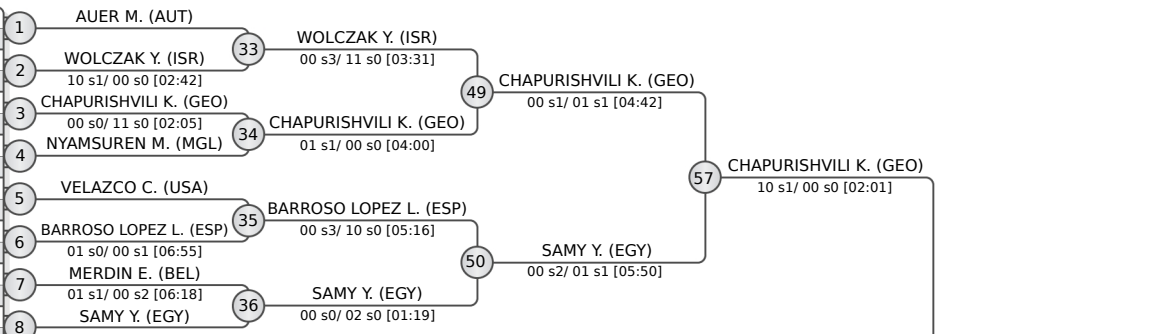 1
AUER M. (AUT)
33
WOLCZAK Y. (ISR)
00 s3/ 11 s0 [03:31]
2
WOLCZAK Y. (ISR)
10 s1/ 00 s0 [02:42]
49
CHAPURISHVILI K. (GEO)
00 s1/ 01 s1 [04:42]
3
CHAPURISHVILI K. (GEO)
00 s0/ 11 s0 [02:05]
34
CHAPURISHVILI K. (GEO)
01 s1/ 00 s0 [04:00]
4
NYAMSUREN M. (MGL)
57
CHAPURISHVILI K. (GEO)
10 s1/ 00 s0 [02:01]
5
VELAZCO C. (USA)
35
BARROSO LOPEZ L. (ESP)
00 s3/ 10 s0 [05:16]
6
BARROSO LOPEZ L. (ESP)
01 s0/ 00 s1 [06:55]
50
SAMY Y. (EGY)
00 s2/ 01 s1 [05:50]
7
MERDIN E. (BEL)
01 s1/ 00 s2 [06:18]
36
SAMY Y. (EGY)
00 s0/ 02 s0 [01:19]
8
SAMY Y. (EGY)